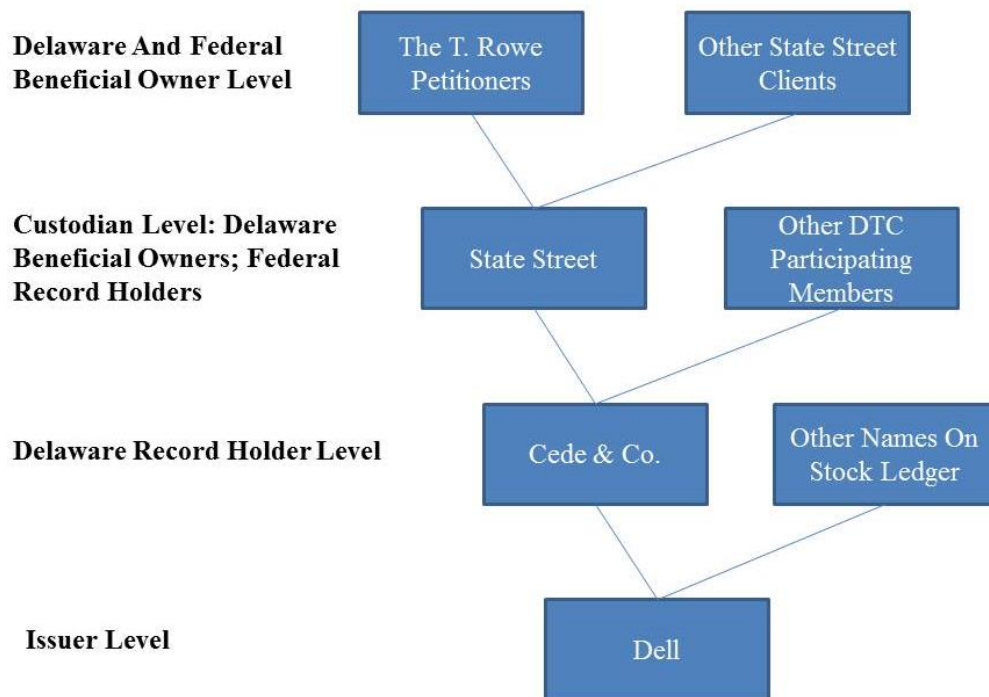 Delaware And Federal
Beneficial Owner Level
The T. Rowe
Petitioners
Other State Street
Clients
Custodian Level: Delaware
Beneficial Owners; Federal
Record Holders
State Street
Other DTC
Participating
Members
Delaware Record Holder Level
Cede & Co.
Other Names On
Stock Ledger
Issuer Level
Dell